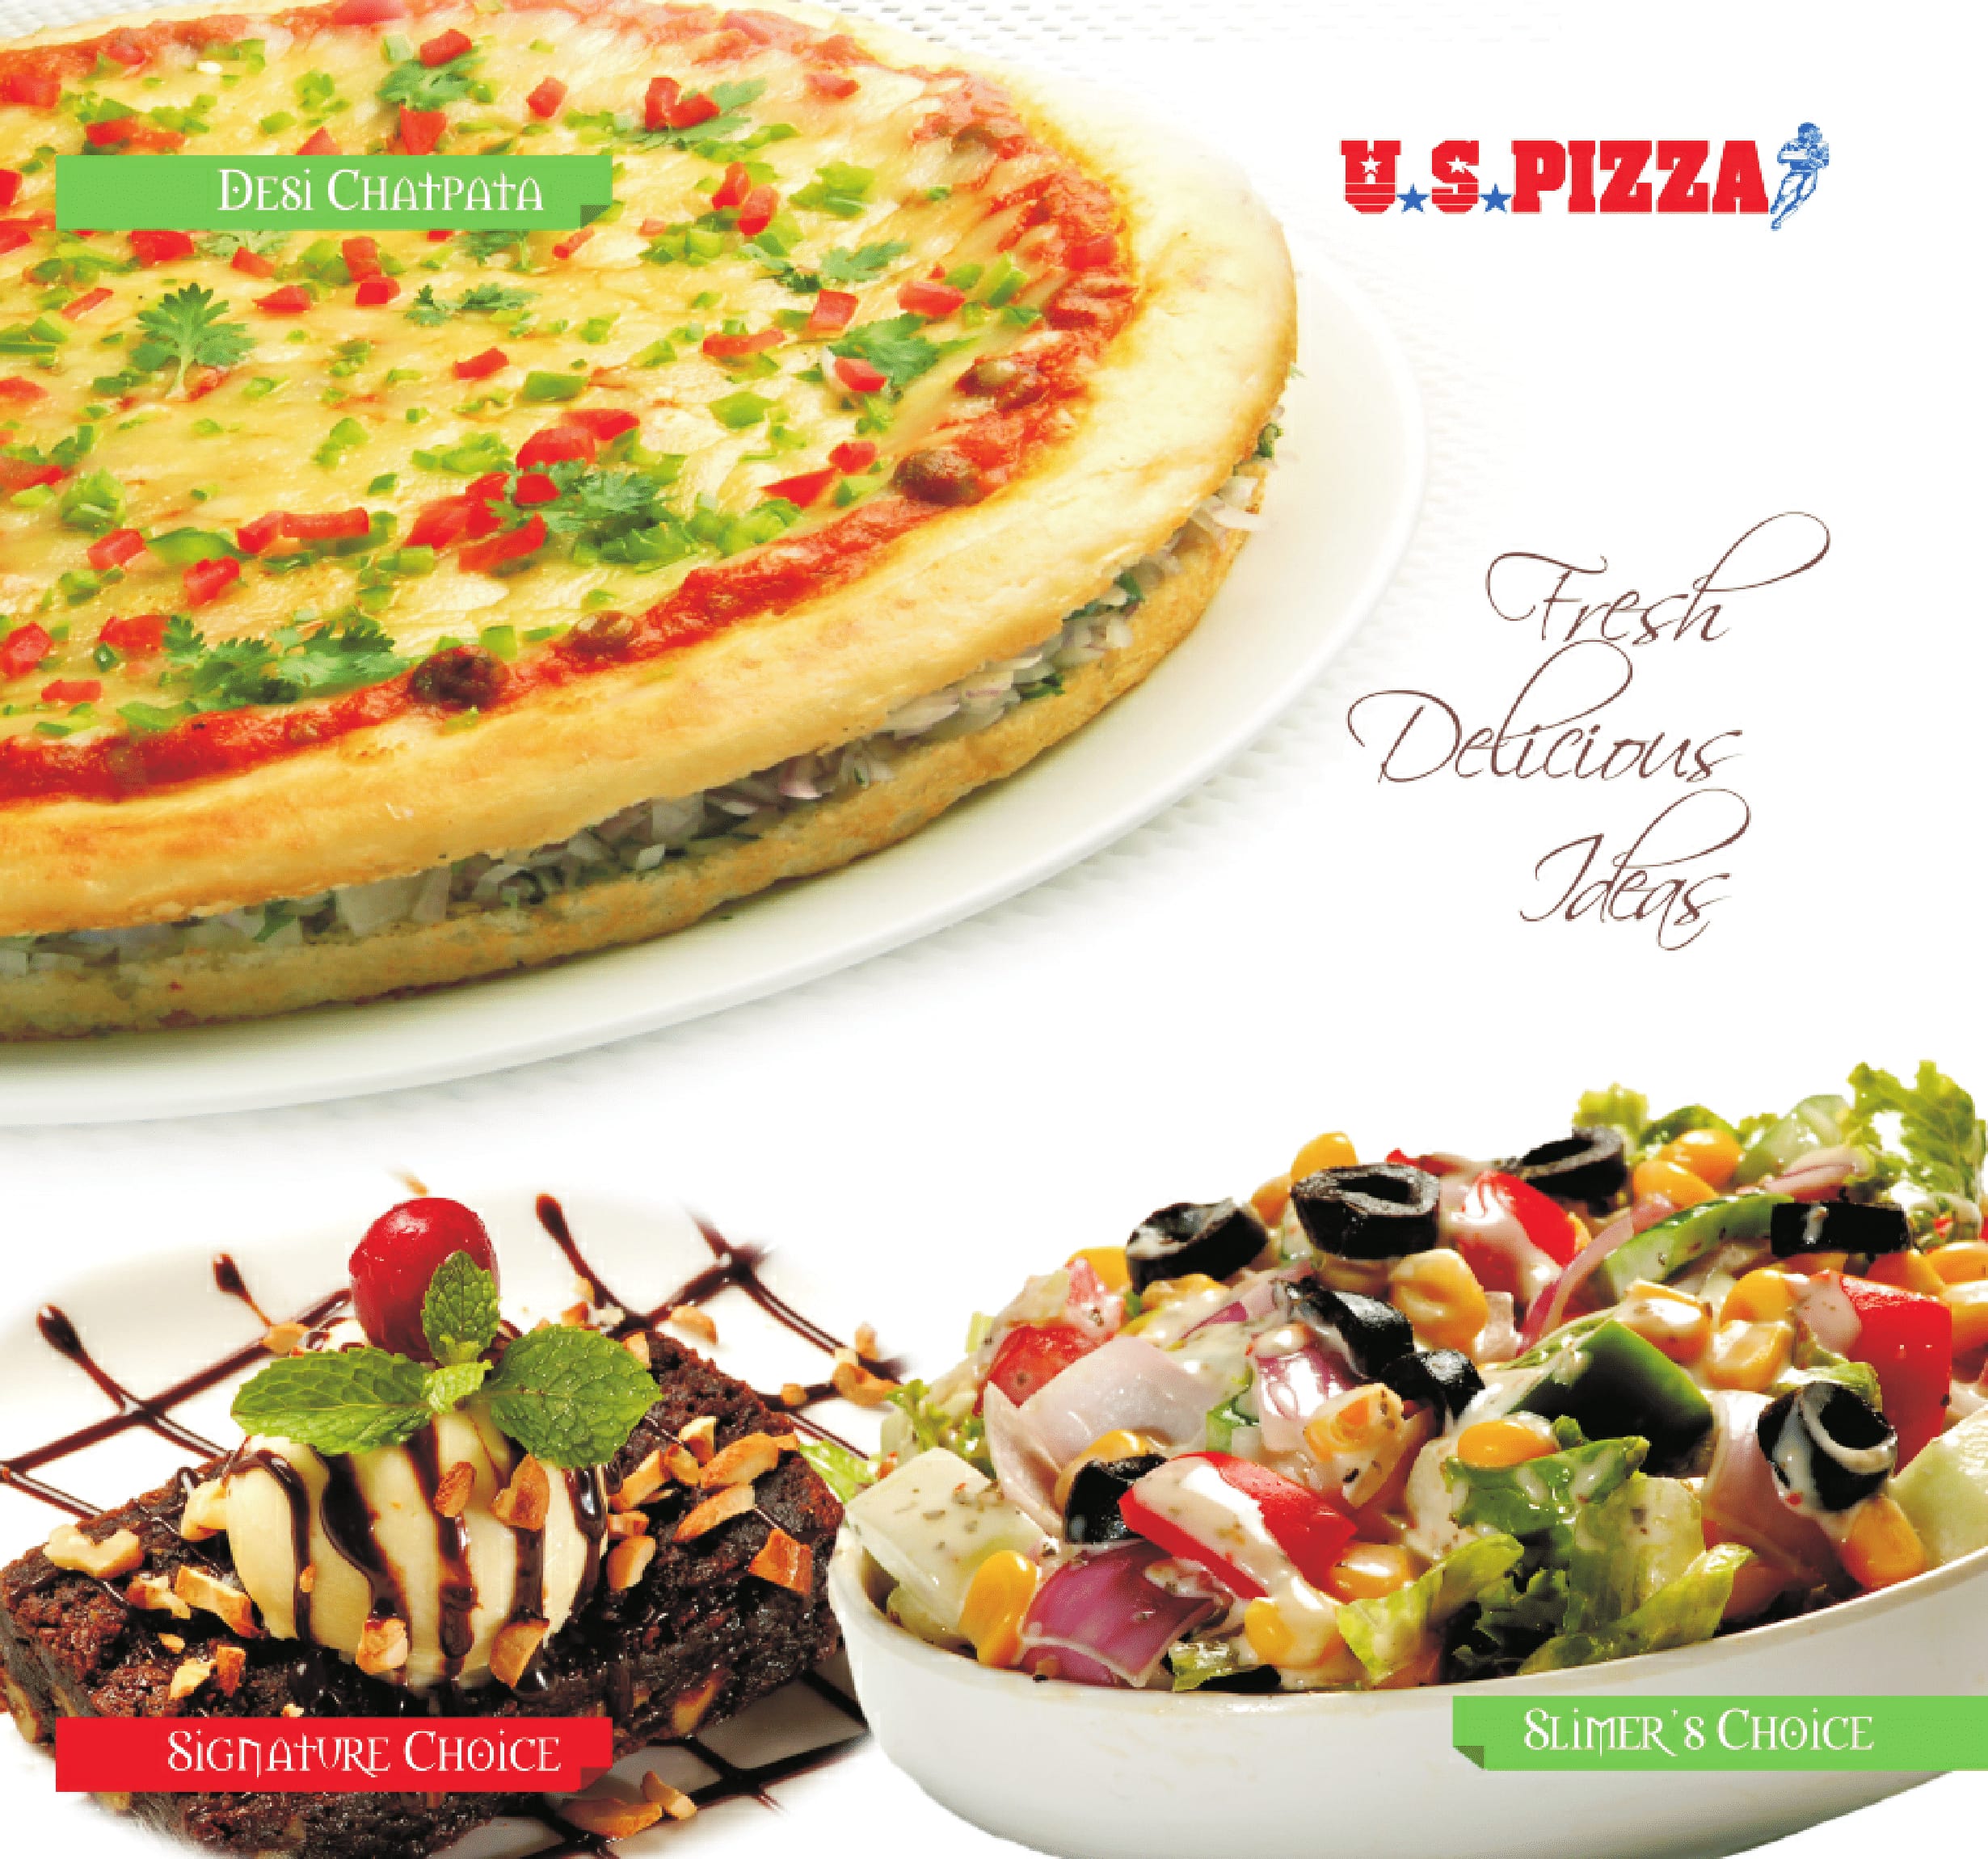 Desi Chatpata
U.S.PIZZA
Fresh
Delicious
Ideas
Signature Choice
Slimer's Choice